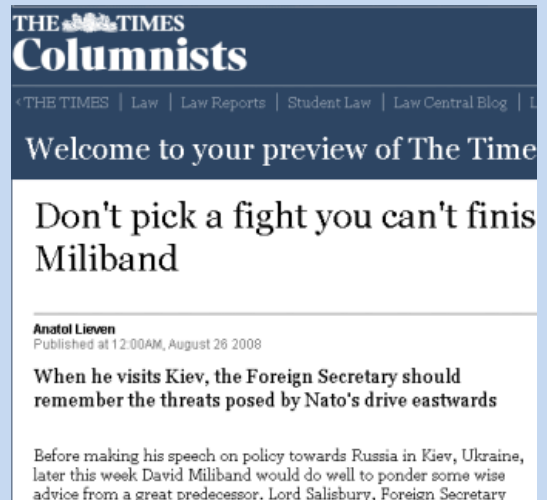 THE TIMES
Columnists
<THE TIMES | Law | Law Reports | Student Law | Law Central Blog |
Welcome to your preview of The Time
Don't pick a fight you can't finis
Miliband
Anatol Lieven
Published at 12:00AM, August 26 2008
When he visits Kiev, the Foreign Secretary should
remember the threats posed by Nato's drive eastwards
Before making his speech on policy towards Russia in Kiev, Ukraine,
later this week David Miliband would do well to ponder some wise
advice from a great predecessor, Lord Salisbury, Foreign Secretary